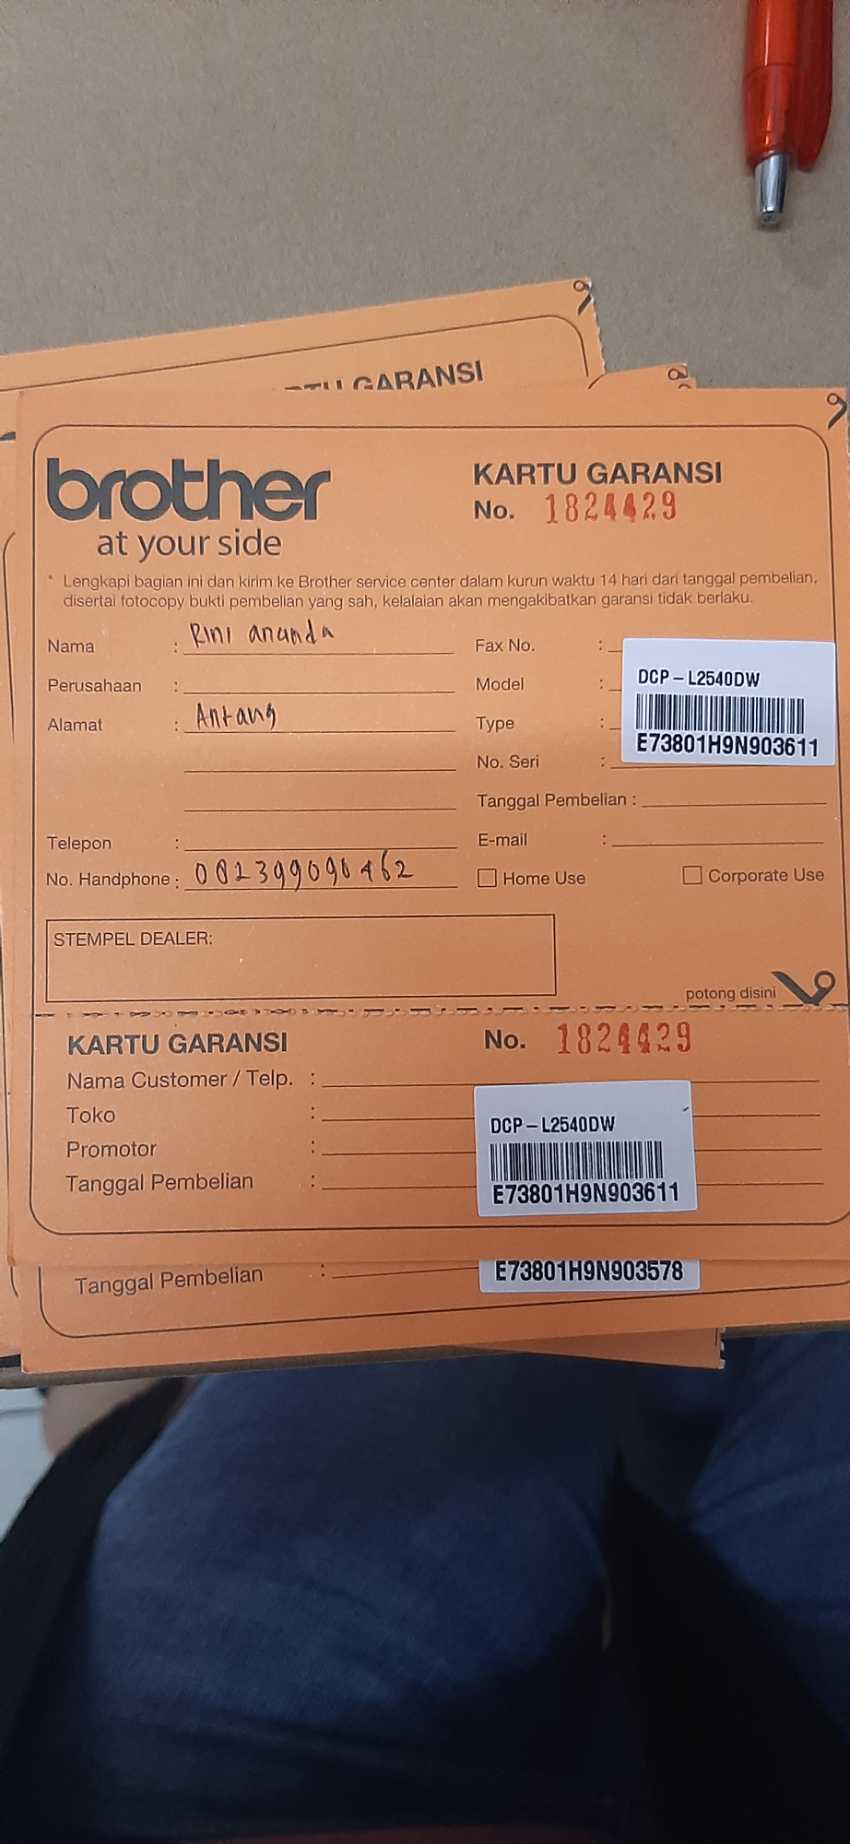 KARTU GARANSI
brother
at your side
KARTU GARANSI
No. 1824429
* Lengkapi bagian ini dan kirim ke Brother service center dalam kurun waktu 14 hari dari tanggal pembelian,
disertai fotocopy bukti pembelian yang sah, kelalaian akan mengakibatkan garansi tidak berlaku.
Nama : Rini ananda
Perusahaan :
Alamat : Antang
Telepon :
No. Handphone :
Fax No. :
Model :
Type :
No. Seri :
DCP – L2540DW
E73801H9N903611
Tanggal Pembelian :
E-mail :
Home Use
Corporate Use
STEMPEL DEALER:
potong disini
KARTU GARANSI
No. 1824429
Nama Customer / Telp. :
Toko :
Promotor :
Tanggal Pembelian :
DCP – L2540DW
E73801H9N903611
Tanggal Pembelian :
E73801H9N903578